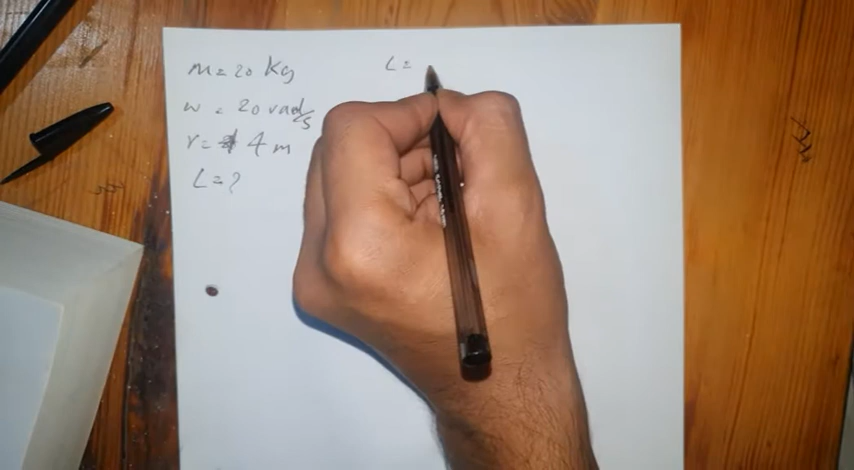 m = 20 Kg
L =
w = 20 rad/s
r = 4 m
L = ?